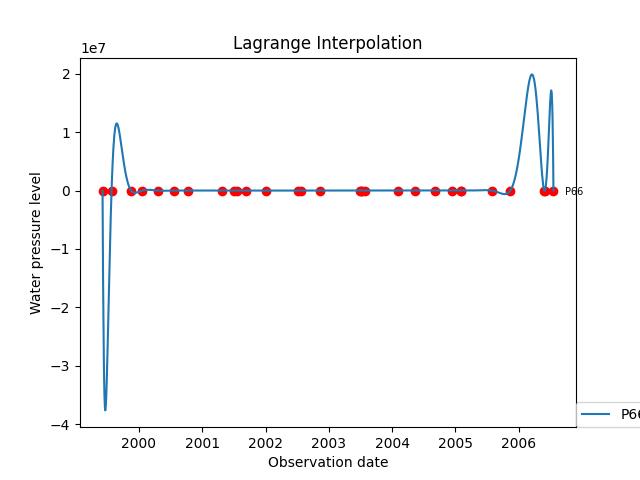 Lagrange Interpolation
1e7
2
1
0
−1
−2
−3
−4
Water pressure level
P66
P66
2000 2001 2002 2003 2004 2005 2006
Observation date